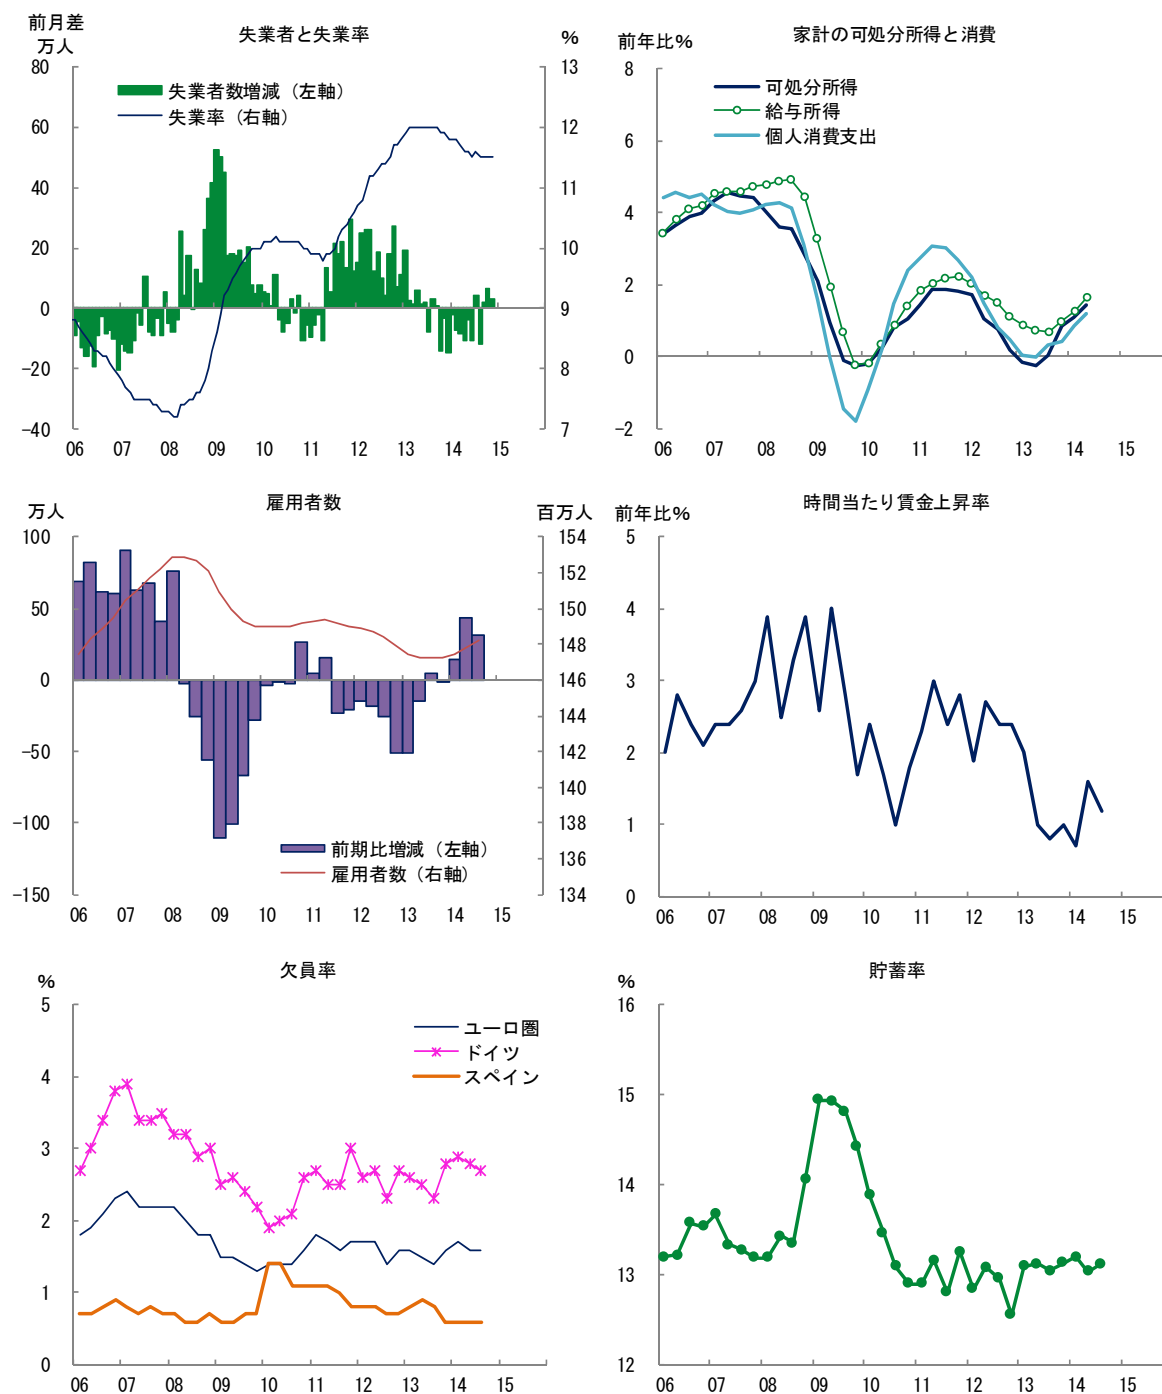 失業者と失業率
前月差
万人
%
80
60
40
20
0
−20
−40
13
12
11
10
9
8
7
失業者数増減（左軸）
失業率（右軸）
06 07 08 09 10 11 12 13 14 15
家計の可処分所得と消費
前年比%
8
6
4
2
0
−2
可処分所得
給与所得
個人消費支出
06 07 08 09 10 11 12 13 14 15
雇用者数
万人
百万人
100
50
0
−50
−100
−150
154
152
150
148
146
144
142
140
138
136
134
前期比増減（左軸）
雇用者数（右軸）
06 07 08 09 10 11 12 13 14 15
時間当たり賃金上昇率
前年比%
5
4
3
2
1
0
06 07 08 09 10 11 12 13 14 15
欠員率
%
5
4
3
2
1
0
ユーロ圏
ドイツ
スペイン
06 07 08 09 10 11 12 13 14 15
貯蓄率
%
16
15
14
13
12
06 07 08 09 10 11 12 13 14 15